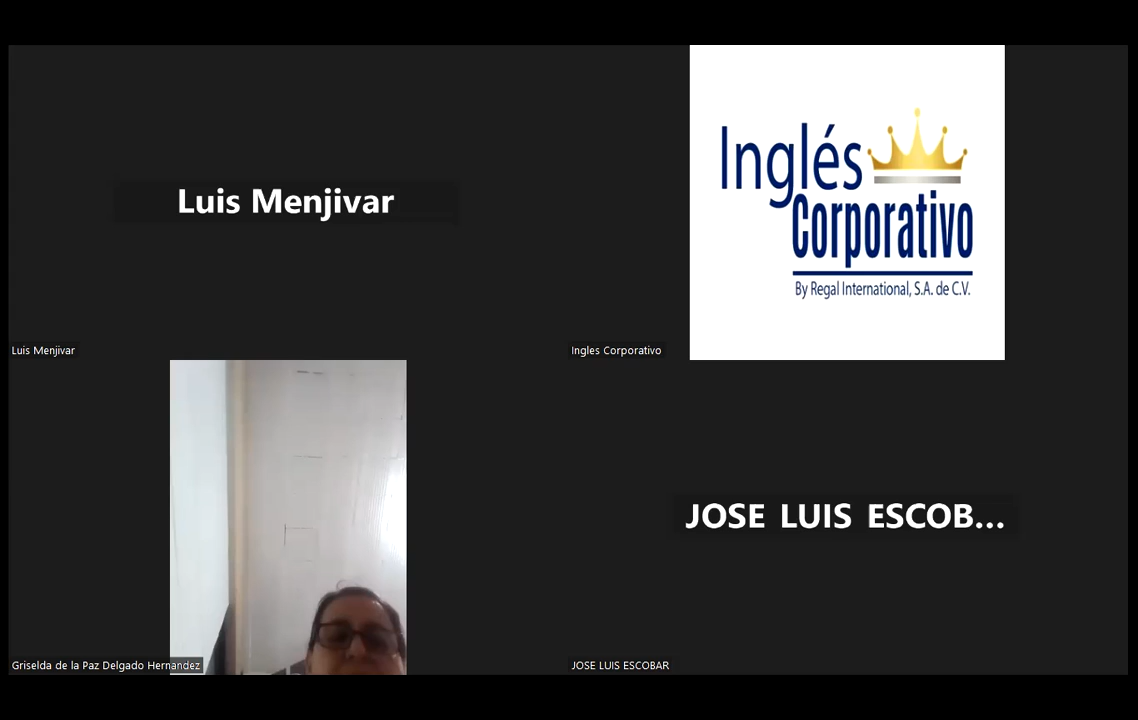 Luis Menjivar
Luis Menjivar
Inglés
Corporativo
By Regal International, S.A. de C.V.
Ingles Corporativo
Griselda de la Paz Delgado Hernandez
JOSE LUIS ESCOB...
JOSE LUIS ESCOBAR